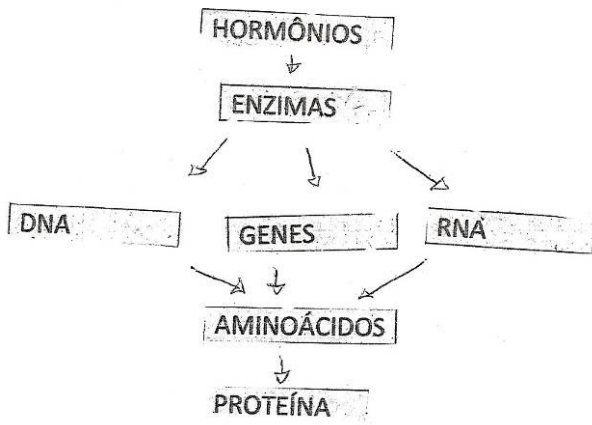 HORMÔNIOS
ENZIMAS
DNA
GENES
RNA
AMINOÁCIDOS
PROTEÍNA